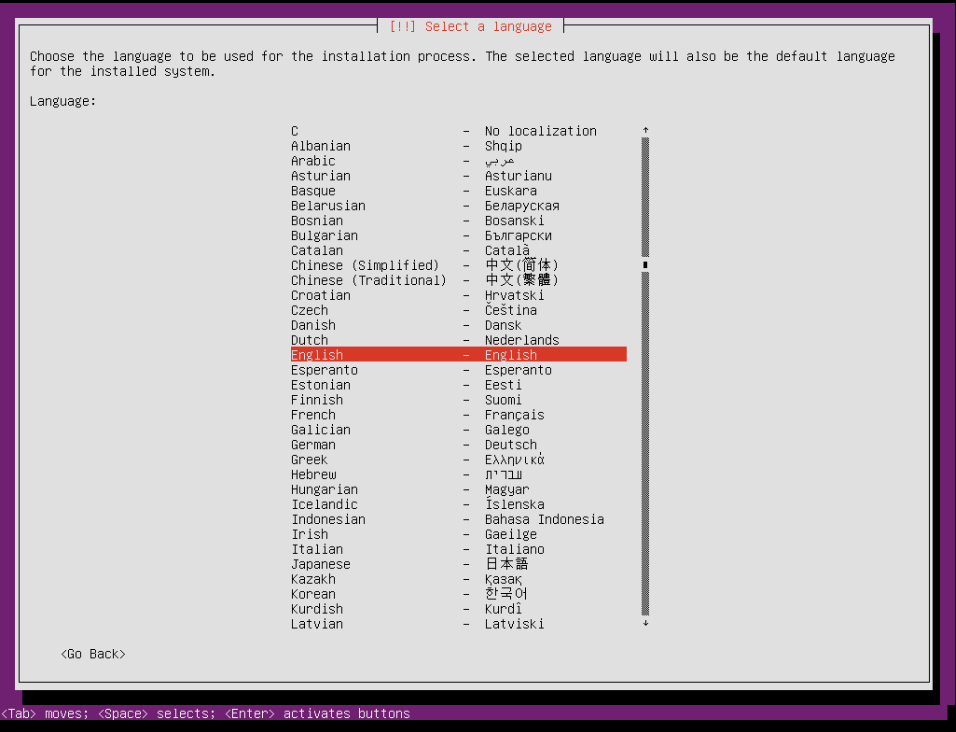 [!!] Select a language
Choose the language to be used for the installation process. The selected language will also be the default language
for the installed system.
Language:
C - No localization
Albanian - Shqip
Arabic - عربي
Asturian - Asturianu
Basque - Euskara
Belarusian - Беларуская
Bosnian - Bosanski
Bulgarian - Български
Catalan - Català
Chinese (Simplified) - 中文(简体)
Chinese (Traditional) - 中文(繁體)
Croatian - Hrvatski
Czech - Čeština
Danish - Dansk
Dutch - Nederlands
English - English
Esperanto - Esperanto
Estonian - Eesti
Finnish - Suomi
French - Français
Galician - Galego
German - Deutsch
Greek - Ελληνικά
Hebrew - עברית
Hungarian - Magyar
Icelandic - Íslenska
Indonesian - Bahasa Indonesia
Irish - Gaeilge
Italian - Italiano
Japanese - 日本語
Kazakh - Қазақ
Korean - 한국어
Kurdish - Kurdî
Latvian - Latviski
<Go Back>
<Tab> moves; <Space> selects; <Enter> activates buttons